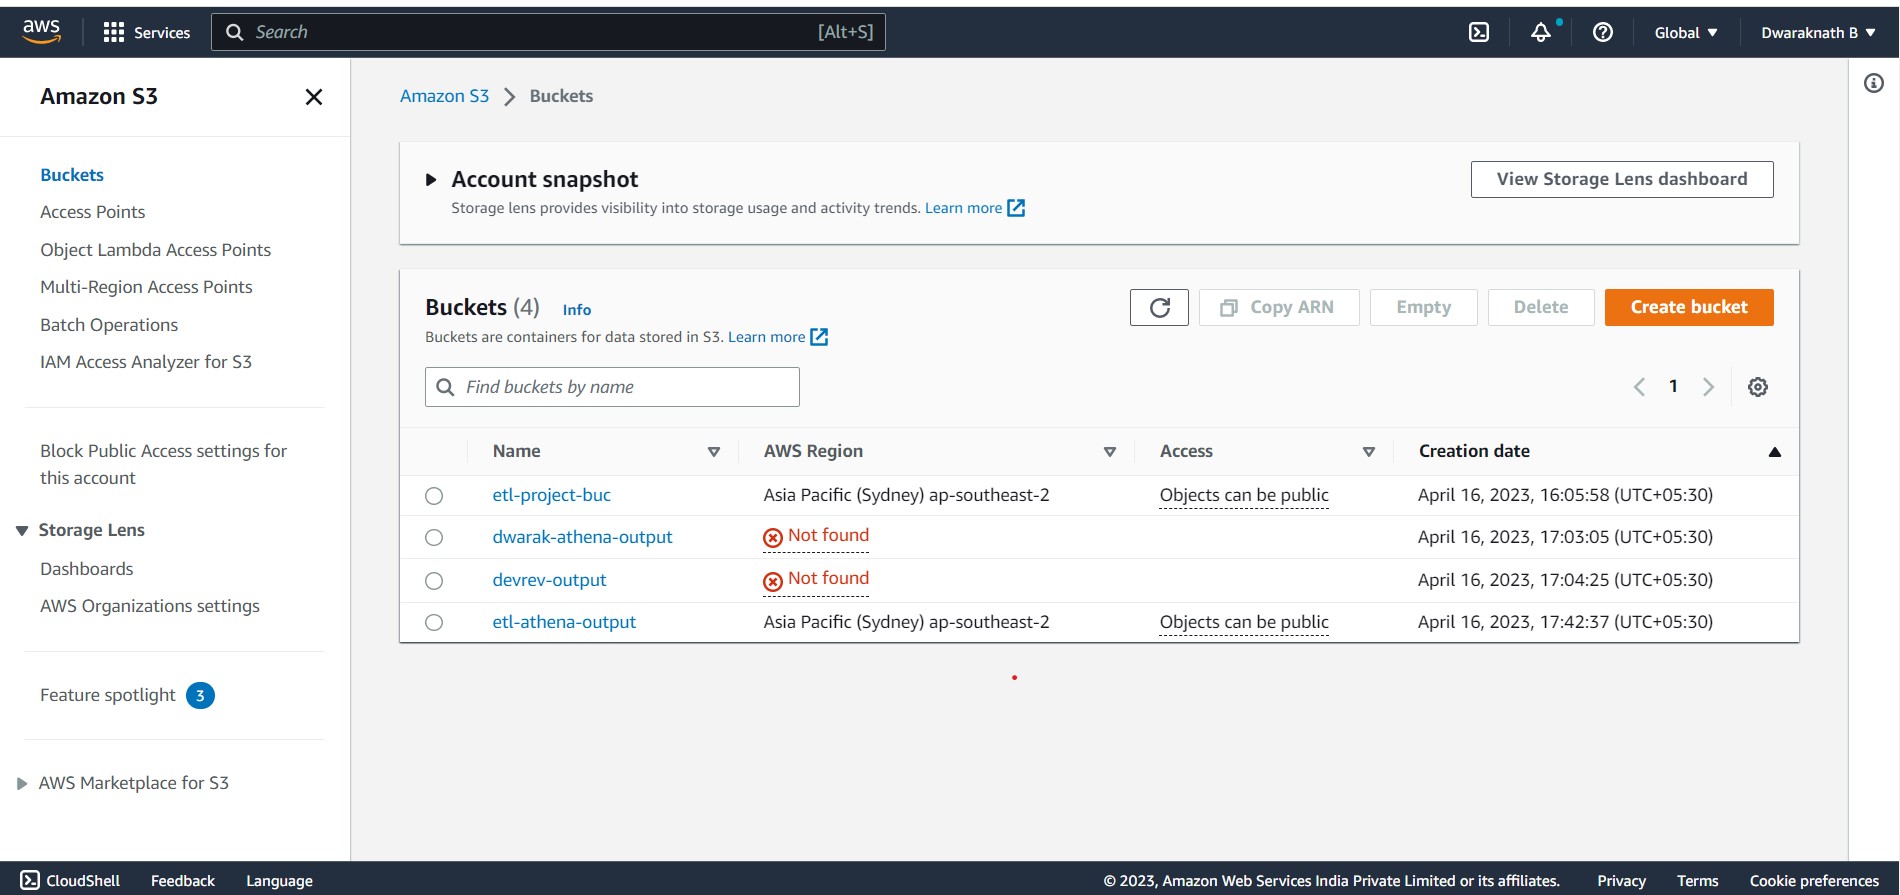 aws
Services
Search
[Alt+S]
Global ▼
Dwaraknath B ▼
Amazon S3
Buckets
Access Points
Object Lambda Access Points
Multi-Region Access Points
Batch Operations
IAM Access Analyzer for S3
Block Public Access settings for
this account
Storage Lens
Dashboards
AWS Organizations settings
Feature spotlight 3
AWS Marketplace for S3
Amazon S3 > Buckets
Account snapshot
Storage lens provides visibility into storage usage and activity trends. Learn more
View Storage Lens dashboard
Buckets (4) Info
Buckets are containers for data stored in S3. Learn more
Copy ARN
Empty
Delete
Create bucket
Find buckets by name
1
Name AWS Region Access Creation date
etl-project-buc Asia Pacific (Sydney) ap-southeast-2 Objects can be public April 16, 2023, 16:05:58 (UTC+05:30)
dwarak-athena-output Not found April 16, 2023, 17:03:05 (UTC+05:30)
devrev-output Not found April 16, 2023, 17:04:25 (UTC+05:30)
etl-athena-output Asia Pacific (Sydney) ap-southeast-2 Objects can be public April 16, 2023, 17:42:37 (UTC+05:30)
CloudShell Feedback Language © 2023, Amazon Web Services India Private Limited or its affiliates. Privacy Terms Cookie preferences